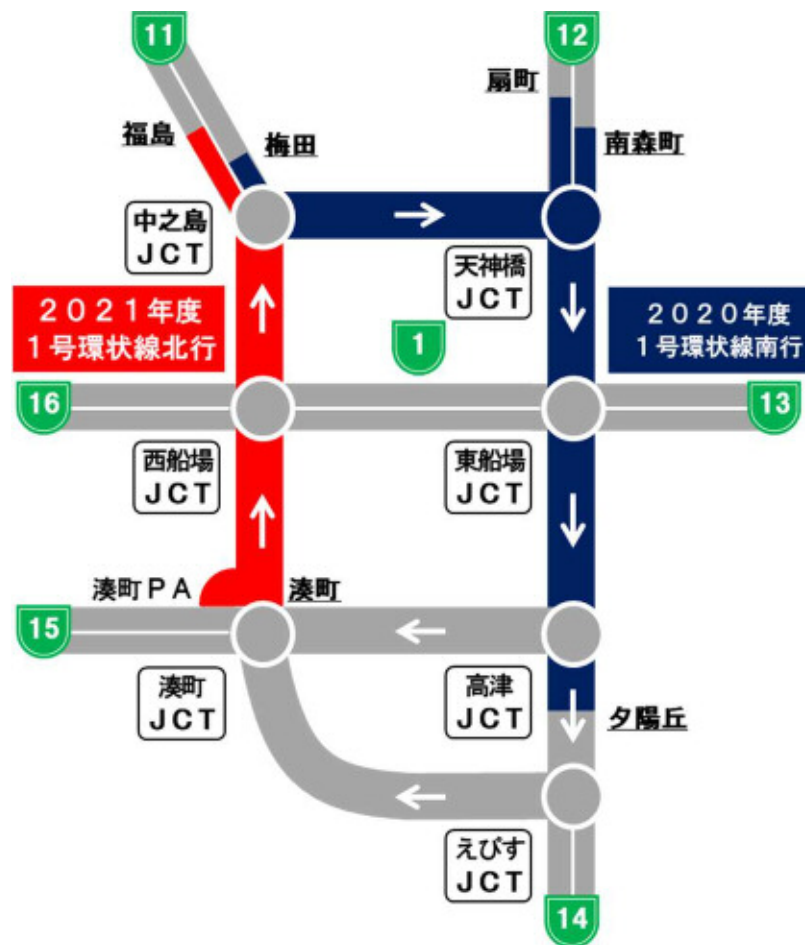 11
12
扇町
福島
梅田
南森町
中之島
JCT
天神橋
JCT
２０２１年度
１号環状線北行
1
２０２０年度
１号環状線南行
16
13
西船場
JCT
東船場
JCT
湊町ＰＡ
湊町
15
湊町
JCT
高津
JCT
夕陽丘
えびす
JCT
14